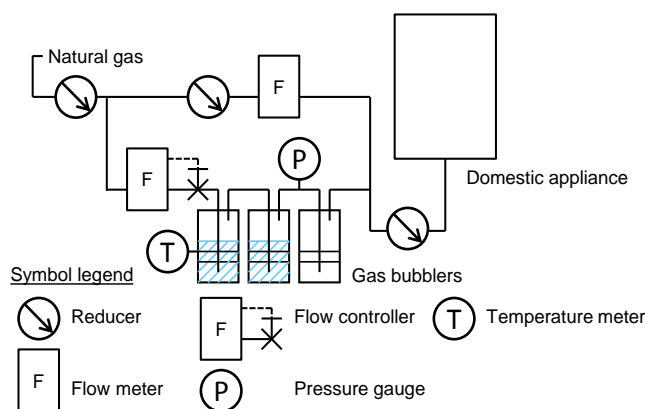 Natural gas
F
P
F
Domestic appliance
T
Gas bubblers
Symbol legend
Reducer
F
Flow controller
T
Temperature meter
F
Flow meter
P
Pressure gauge